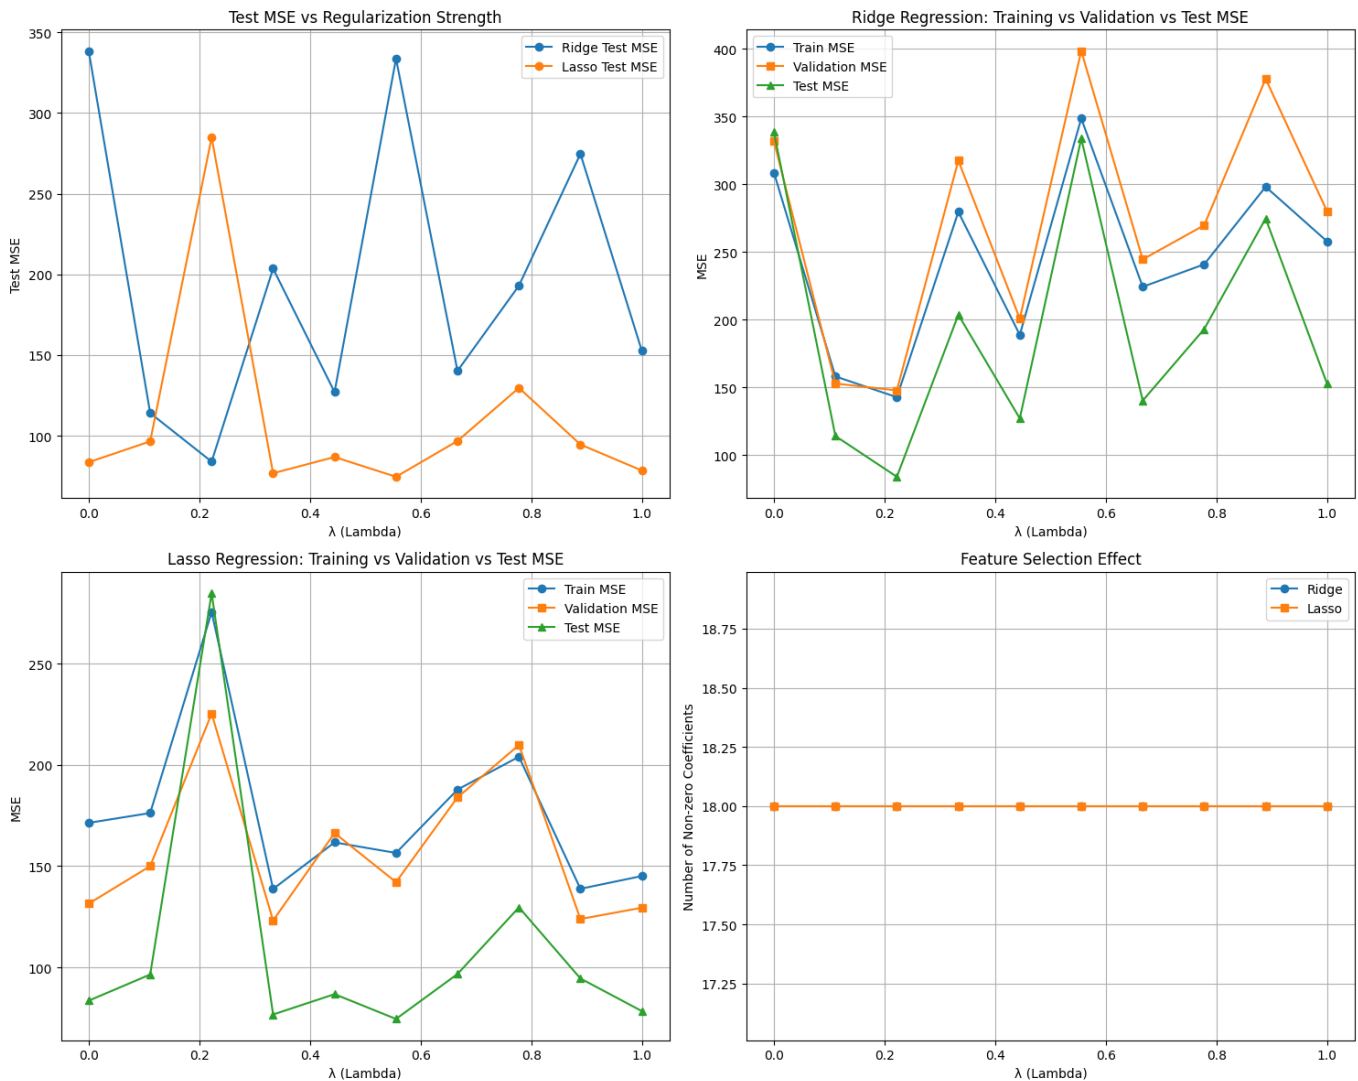 Test MSE vs Regularization Strength
350
300
250
200
150
100
Test MSE
Ridge Test MSE
Lasso Test MSE
0.0 0.2 0.4 0.6 0.8 1.0
λ (Lambda)
Ridge Regression: Training vs Validation vs Test MSE
400
350
300
250
200
150
100
MSE
Train MSE
Validation MSE
Test MSE
0.0 0.2 0.4 0.6 0.8 1.0
λ (Lambda)
Lasso Regression: Training vs Validation vs Test MSE
250
200
150
100
MSE
Train MSE
Validation MSE
Test MSE
0.0 0.2 0.4 0.6 0.8 1.0
λ (Lambda)
Feature Selection Effect
18.75
18.50
18.25
18.00
17.75
17.50
17.25
Number of Non-zero Coefficients
Ridge
Lasso
0.0 0.2 0.4 0.6 0.8 1.0
λ (Lambda)